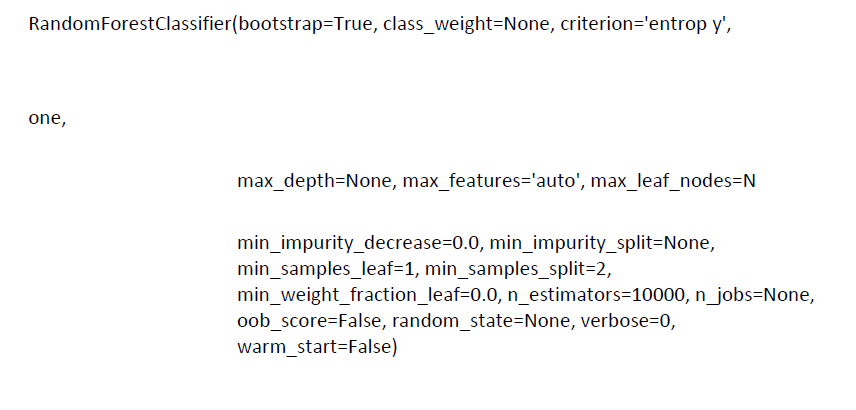 RandomForestClassifier(bootstrap=True, class_weight=None, criterion='entrop y',
one,
max_depth=None, max_features='auto', max_leaf_nodes=N
min_impurity_decrease=0.0, min_impurity_split=None,
min_samples_leaf=1, min_samples_split=2,
min_weight_fraction_leaf=0.0, n_estimators=10000, n_jobs=None,
oob_score=False, random_state=None, verbose=0,
warm_start=False)